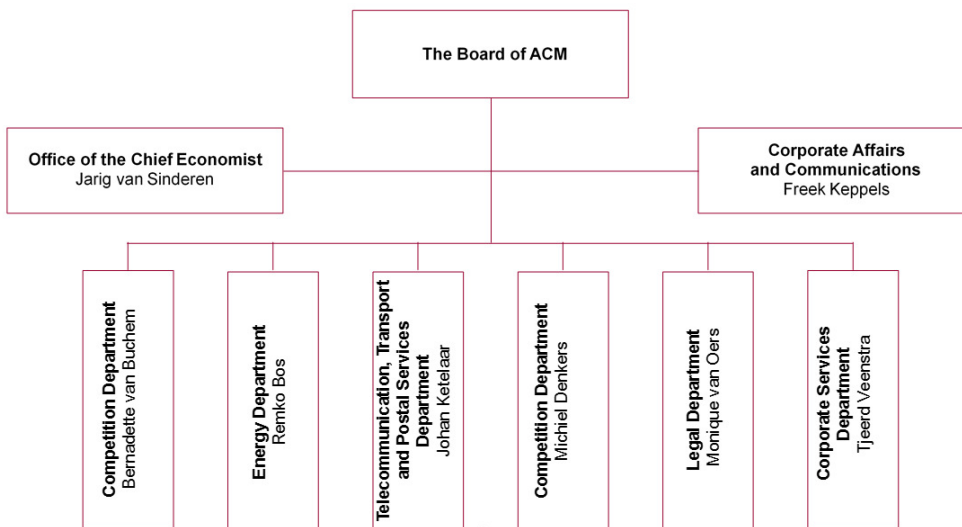 The Board of ACM
Office of the Chief Economist
Jarig van Sinderen
Corporate Affairs
and Communications
Freek Keppels
Competition Department
Bernadette van Buchem
Energy Department
Remko Bos
Telecommunication, Transport
and Postal Services
Department
Johan Ketelaar
Competition Department
Michiel Denkers
Legal Department
Monique van Oers
Corporate Services
Department
Tjeerd Veenstra